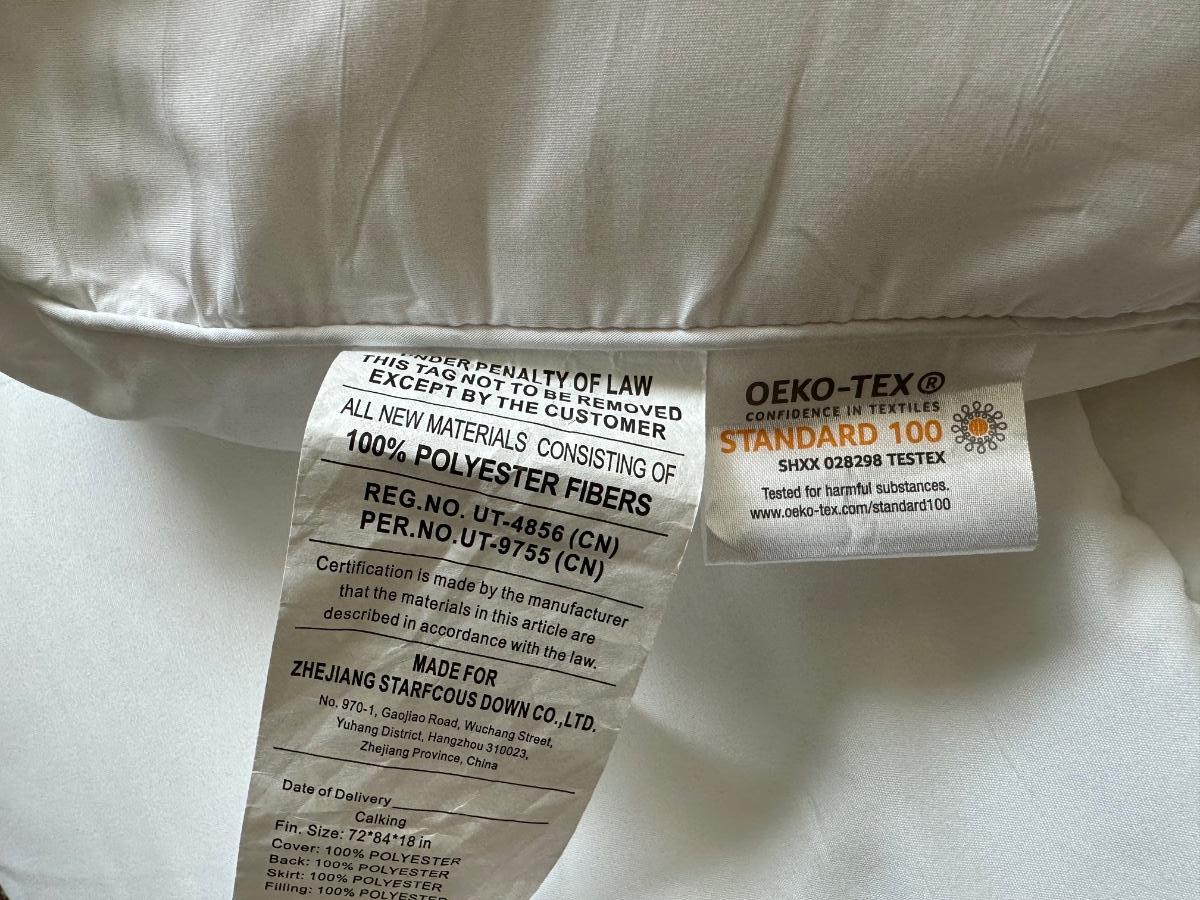 UNDER PENALTY OF LAW
THIS TAG NOT TO BE REMOVED
EXCEPT BY THE CUSTOMER
ALL NEW MATERIALS CONSISTING OF
100% POLYESTER FIBERS
REG.NO. UT-4856 (CN)
PER.NO.UT-9755 (CN)
Certification is made by the manufacturer
that the materials in this article are
described in accordance with the law.
MADE FOR
ZHEJIANG STARFCOUS DOWN CO.,LTD.
No. 970-1, Gaojiao Road, Wuchang Street,
Yuhang District, Hangzhou 310023,
Zhejiang Province, China
Date of Delivery
Calking
Fin. Size: 72*84*18 in
Cover: 100% POLYESTER
Back: 100% POLYESTER
Skirt: 100% POLYESTER
Filling: 100% POLYESTER
OEKO-TEX®
CONFIDENCE IN TEXTILES
STANDARD 100
SHXX 028298 TESTEX
Tested for harmful substances.
www.oeko-tex.com/standard100